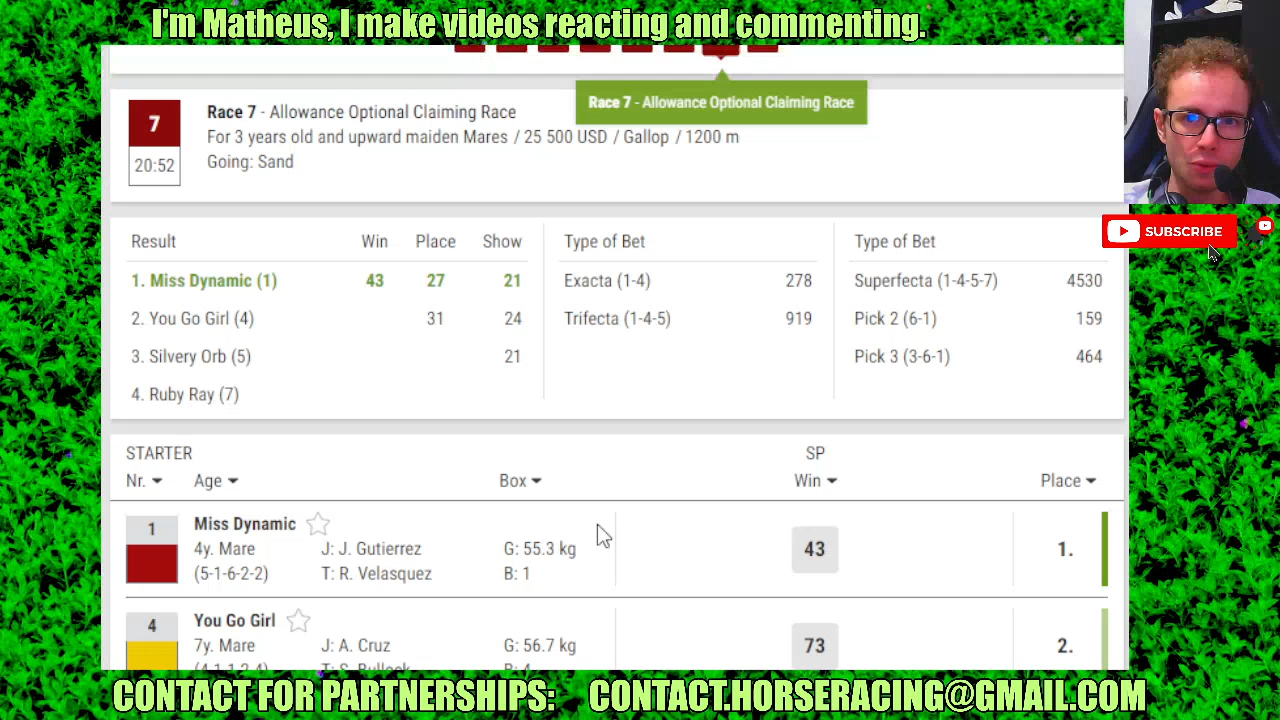 I'm Matheus, I make videos reacting and commenting.
Race 7 - Allowance Optional Claiming Race
7
20:52
Race 7 - Allowance Optional Claiming Race
For 3 years old and upward maiden Mares / 25 500 USD / Gallop / 1200 m
Going: Sand
SUBSCRIBE
Result Win Place Show
1. Miss Dynamic (1) 43 27 21
2. You Go Girl (4) 31 24
3. Silvery Orb (5) 21
4. Ruby Ray (7)
Type of Bet
Exacta (1-4) 278
Trifecta (1-4-5) 919
Type of Bet
Superfecta (1-4-5-7) 4530
Pick 2 (6-1) 159
Pick 3 (3-6-1) 464
STARTER SP
Nr. Age Box Win Place
1 Miss Dynamic
4y. Mare J: J. Gutierrez G: 55.3 kg 43 1.
(5-1-6-2-2) T: R. Velasquez B: 1
4 You Go Girl
7y. Mare J: A. Cruz G: 56.7 kg 73 2.
CONTACT FOR PARTNERSHIPS: CONTACT.HORSERACING@GMAIL.COM